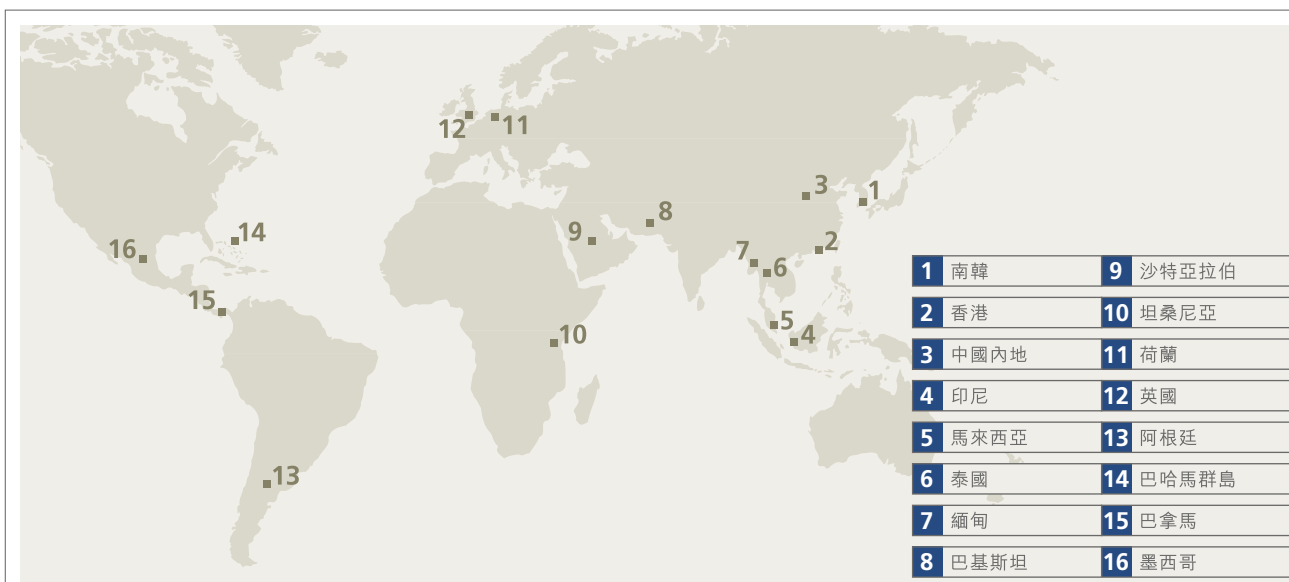 12
11
3
1
8
14
9
2
16
7
6
15
5
10
4
13
1 南韓
2 香港
3 中國內地
4 印尼
5 馬來西亞
6 泰國
7 緬甸
8 巴基斯坦
9 沙特亞拉伯
10 坦桑尼亞
11 荷蘭
12 英國
13 阿根廷
14 巴哈馬群島
15 巴拿馬
16 墨西哥